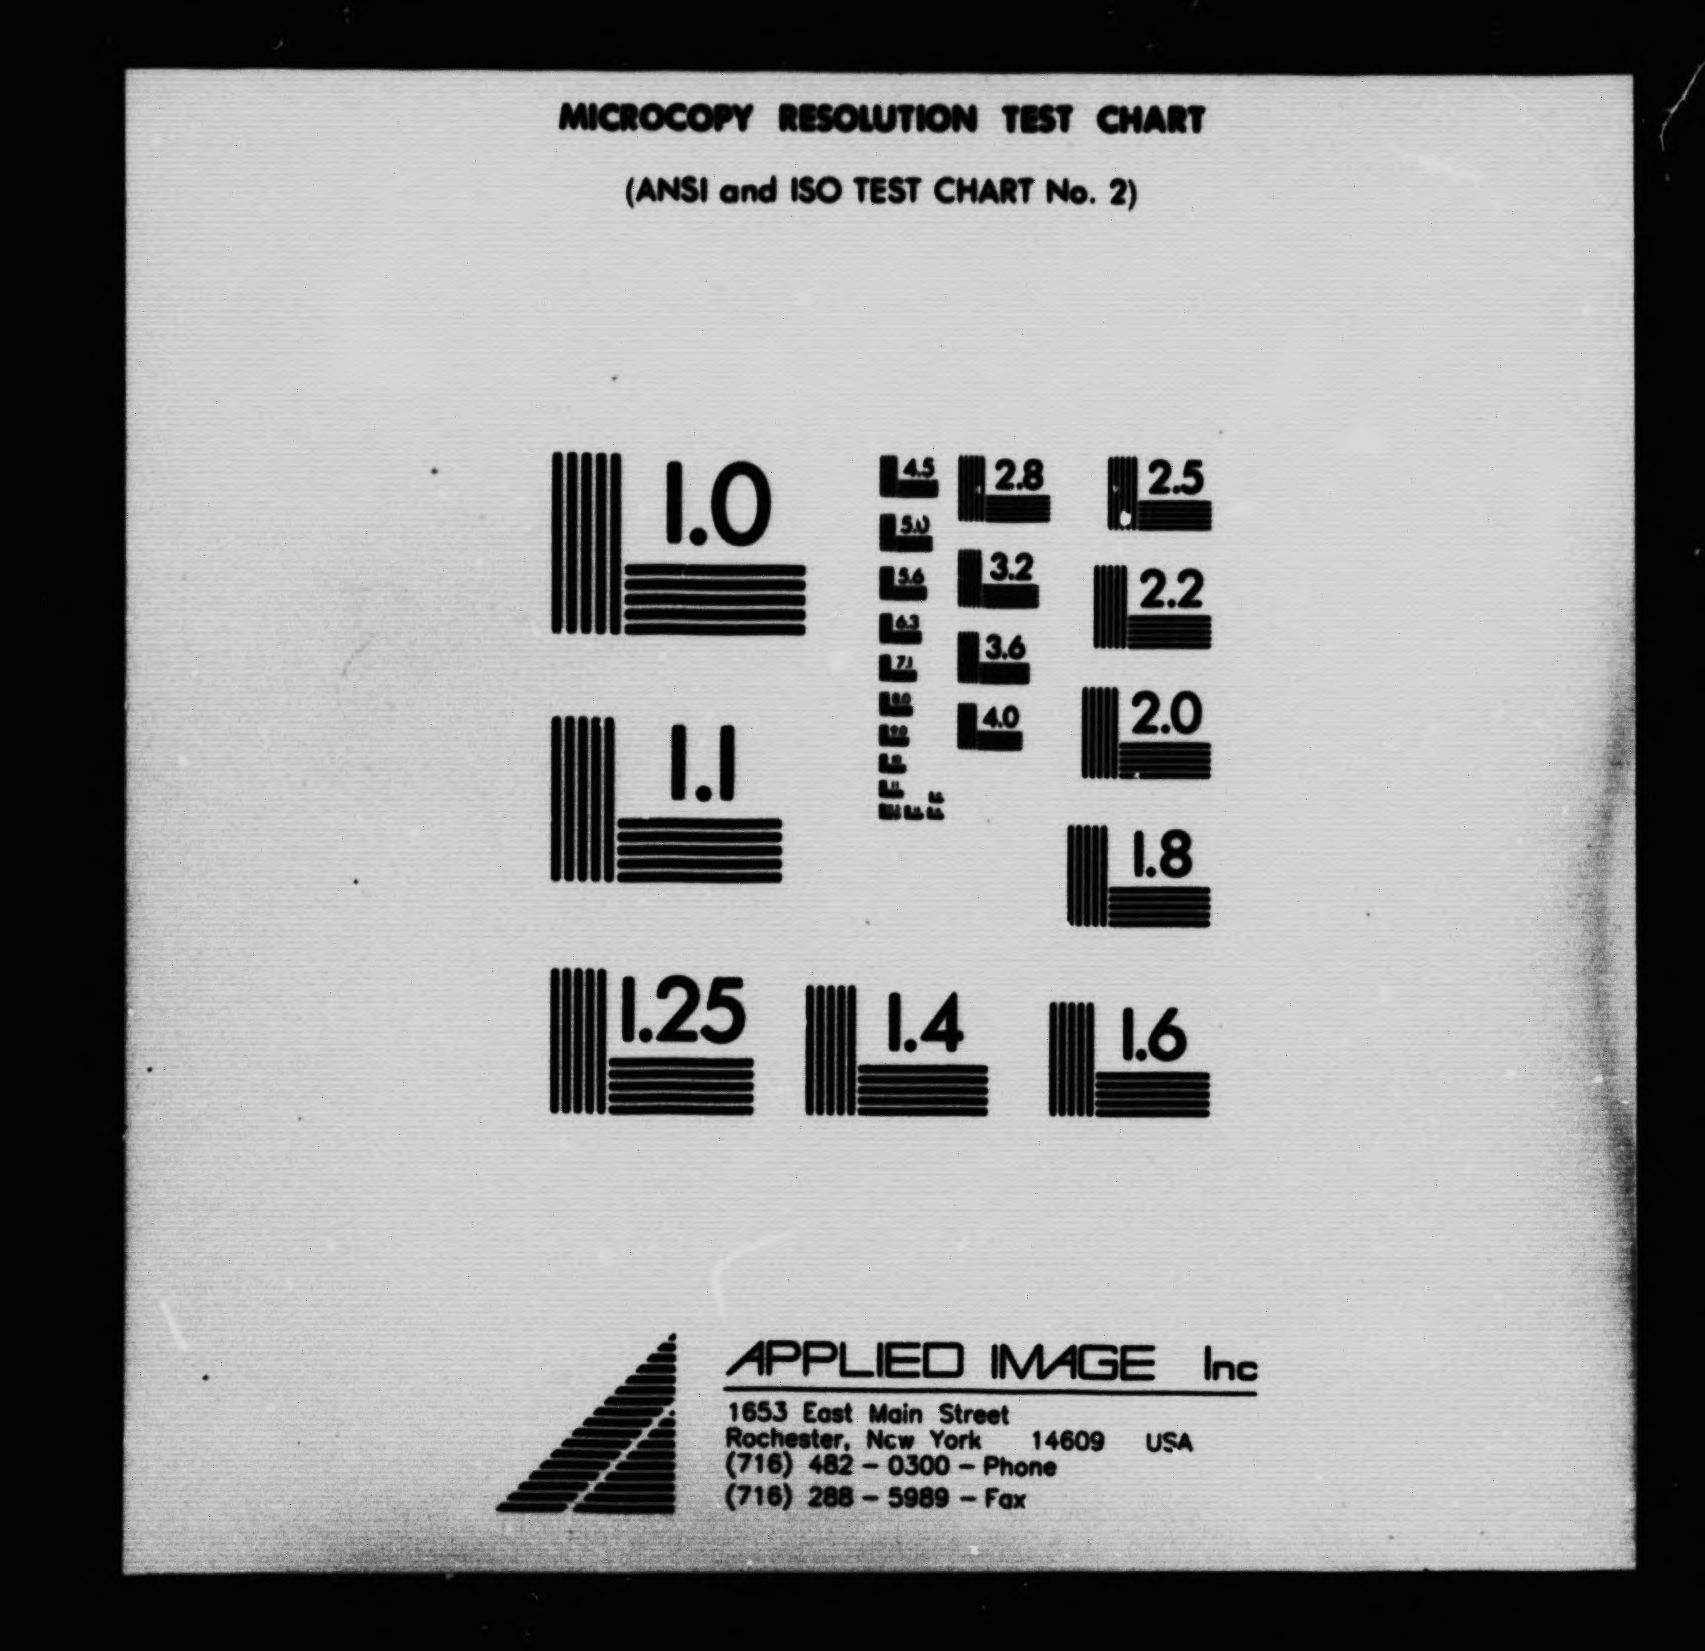 MICROCOPY RESOLUTION TEST CHART
(ANSI and ISO TEST CHART No. 2)
1.0
1.1
1.25
1.4
1.6
1.8
2.0
2.2
2.5
2.8
3.2
3.6
4.0
4.5
5.0
5.6
6.3
7.1
8.0
9.0
APPLIED IMAGE Inc
1653 East Main Street
Rochester, New York 14609 USA
(716) 482 - 0300 - Phone
(716) 288 - 5989 - Fax